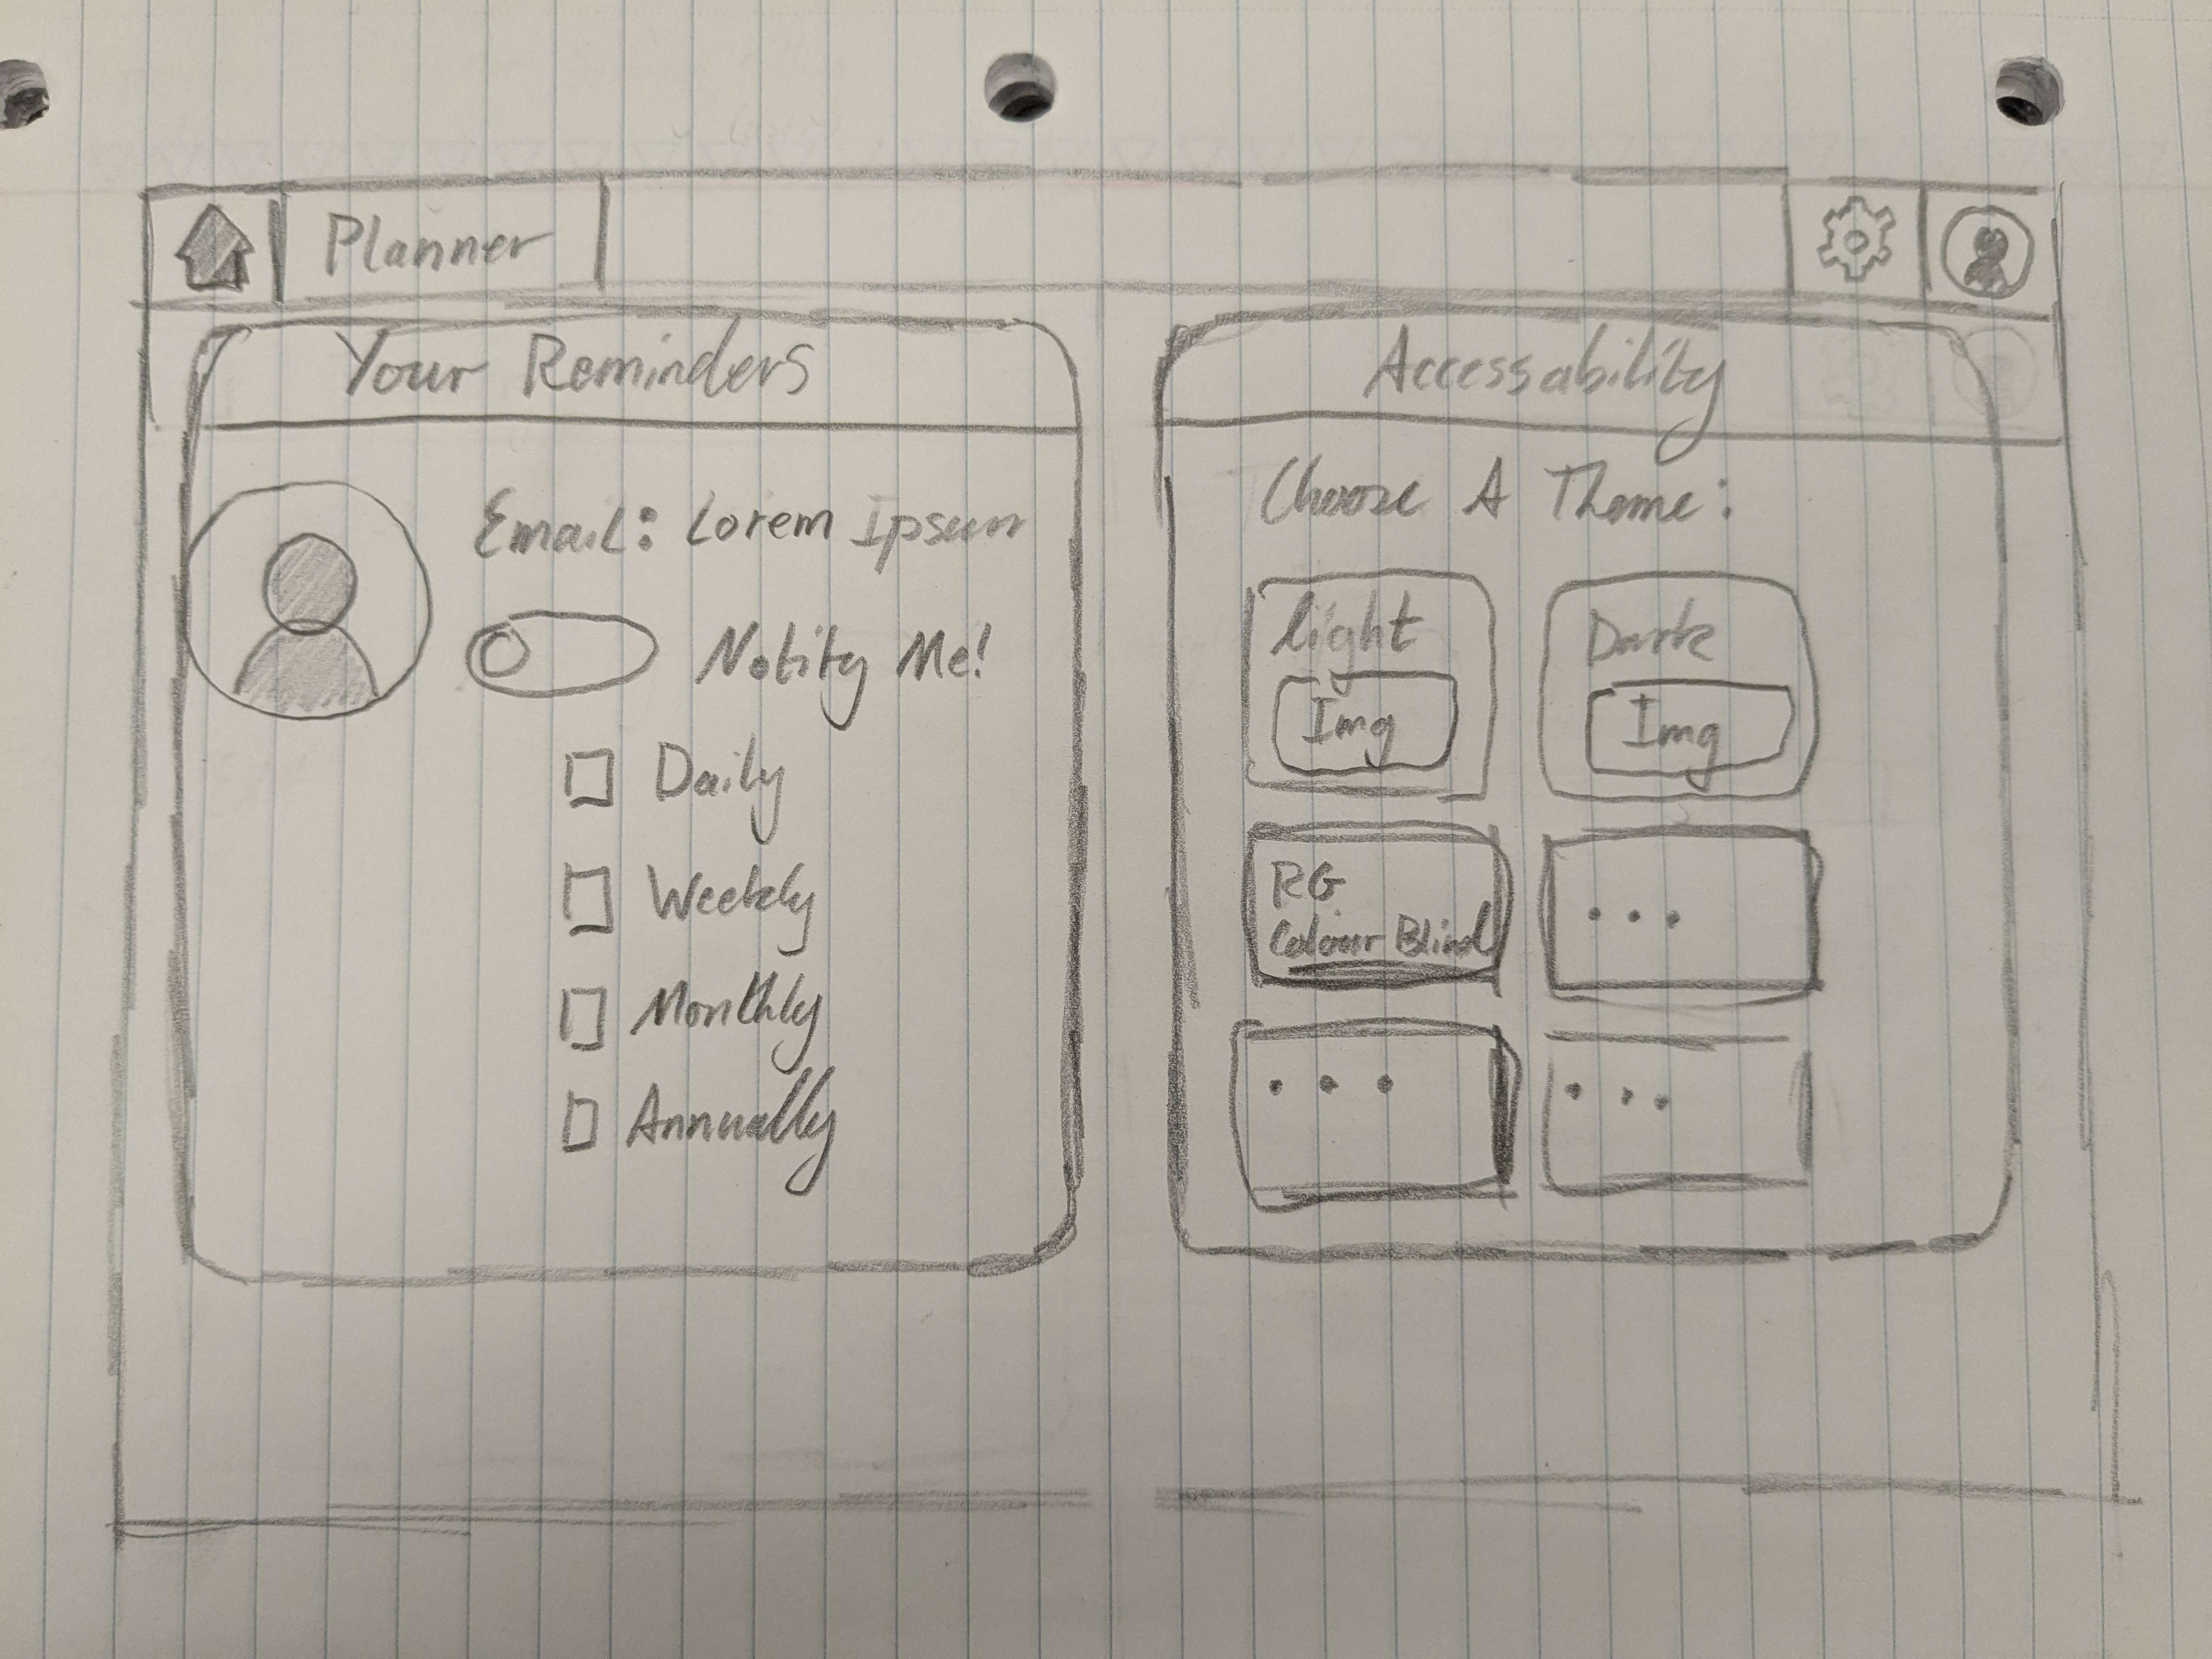 Planner
Your Reminders
Email: Lorem Ipsum
Notify Me!
Daily
Weekly
Monthly
Annually
Accessability
Choose A Theme:
light
Img
Dark
Img
RG
Colour Blind
...
...
...